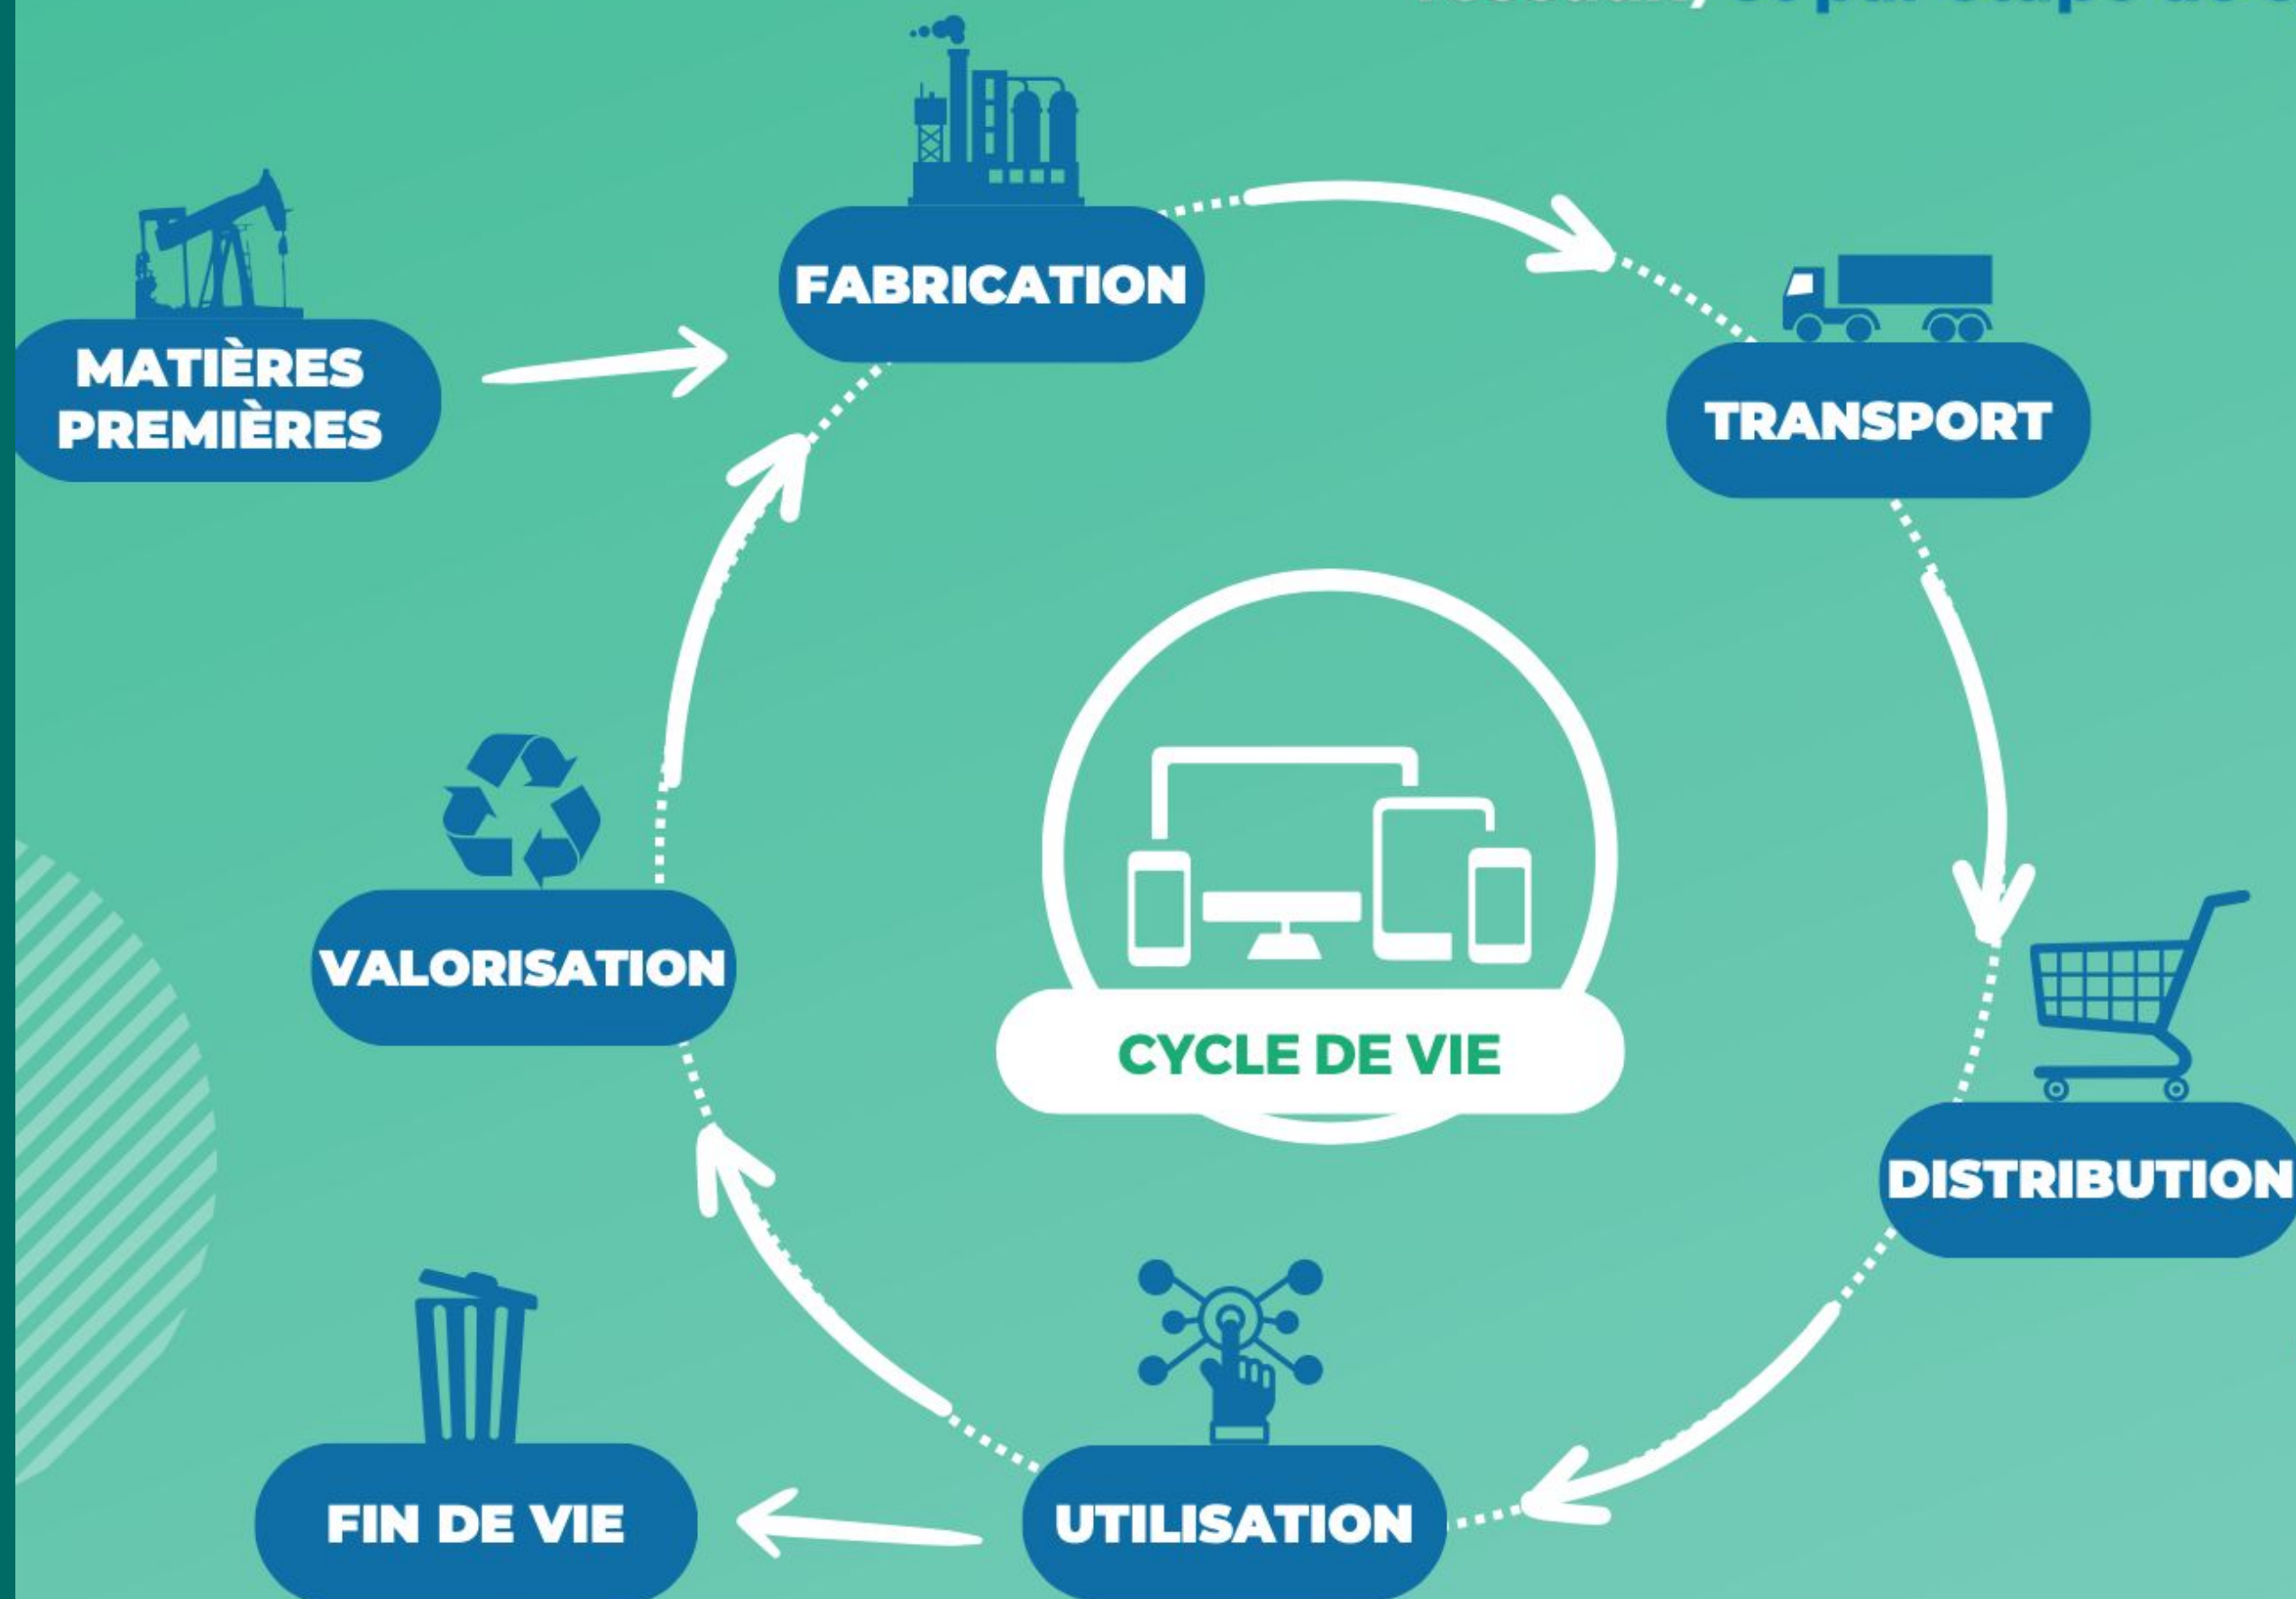 FABRICATION
MATIÈRES
PREMIÈRES
TRANSPORT
VALORISATION
CYCLE DE VIE
DISTRIBUTION
FIN DE VIE
UTILISATION